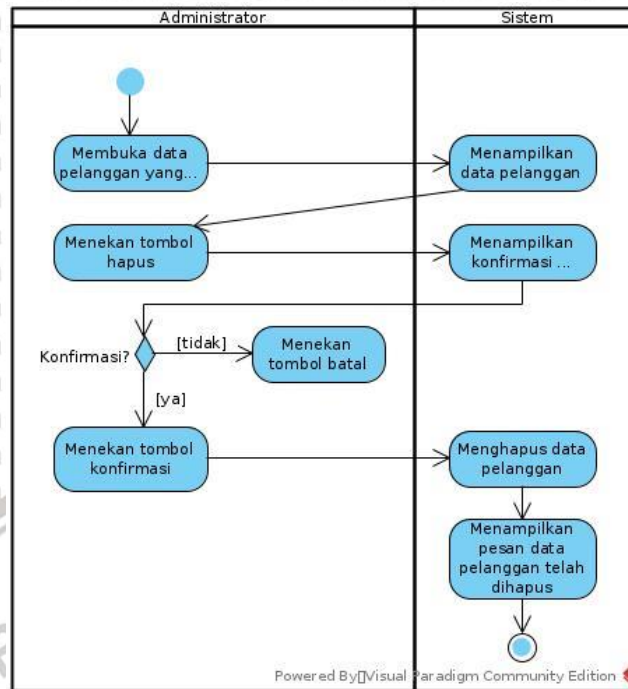 Administrator
Sistem
Membuka data
pelanggan yang...
Menampilkan
data pelanggan
Menekan tombol
hapus
Menampilkan
konfirmasi ...
Konfirmasi?
[tidak]
Menekan
tombol batal
[ya]
Menekan tombol
konfirmasi
Menghapus data
pelanggan
Menampilkan
pesan data
pelanggan telah
dihapus
Powered By Visual Paradigm Community Edition